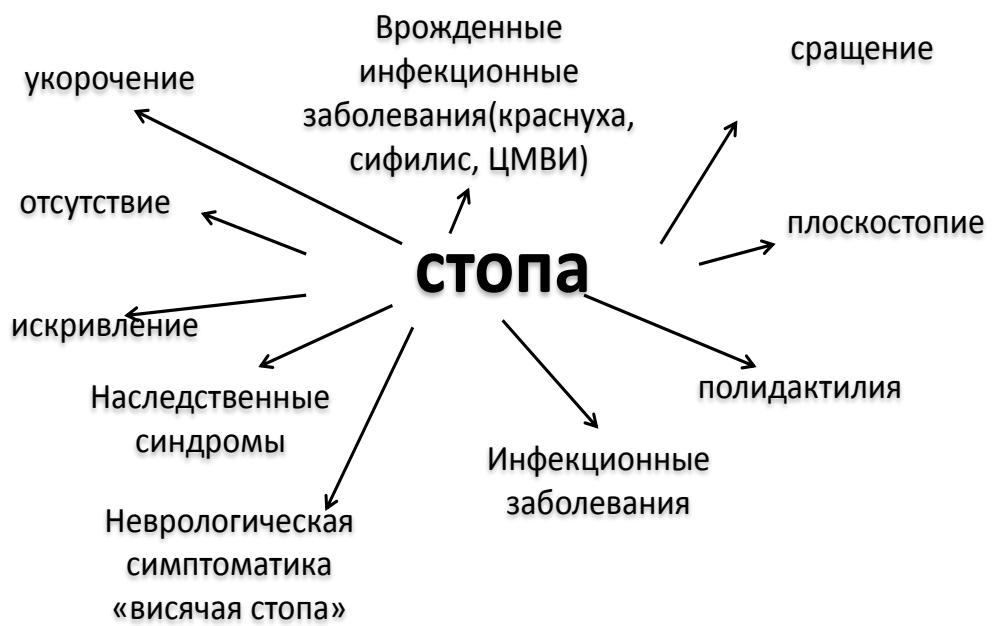 Врожденные
инфекционные
заболевания(краснуха,
сифилис, ЦМВИ)
сращение
укорочение
отсутствие
плоскостопие
стопа
искривление
Наследственные
синдромы
полидактилия
Инфекционные
заболевания
Неврологическая
симптоматика
«висячая стопа»